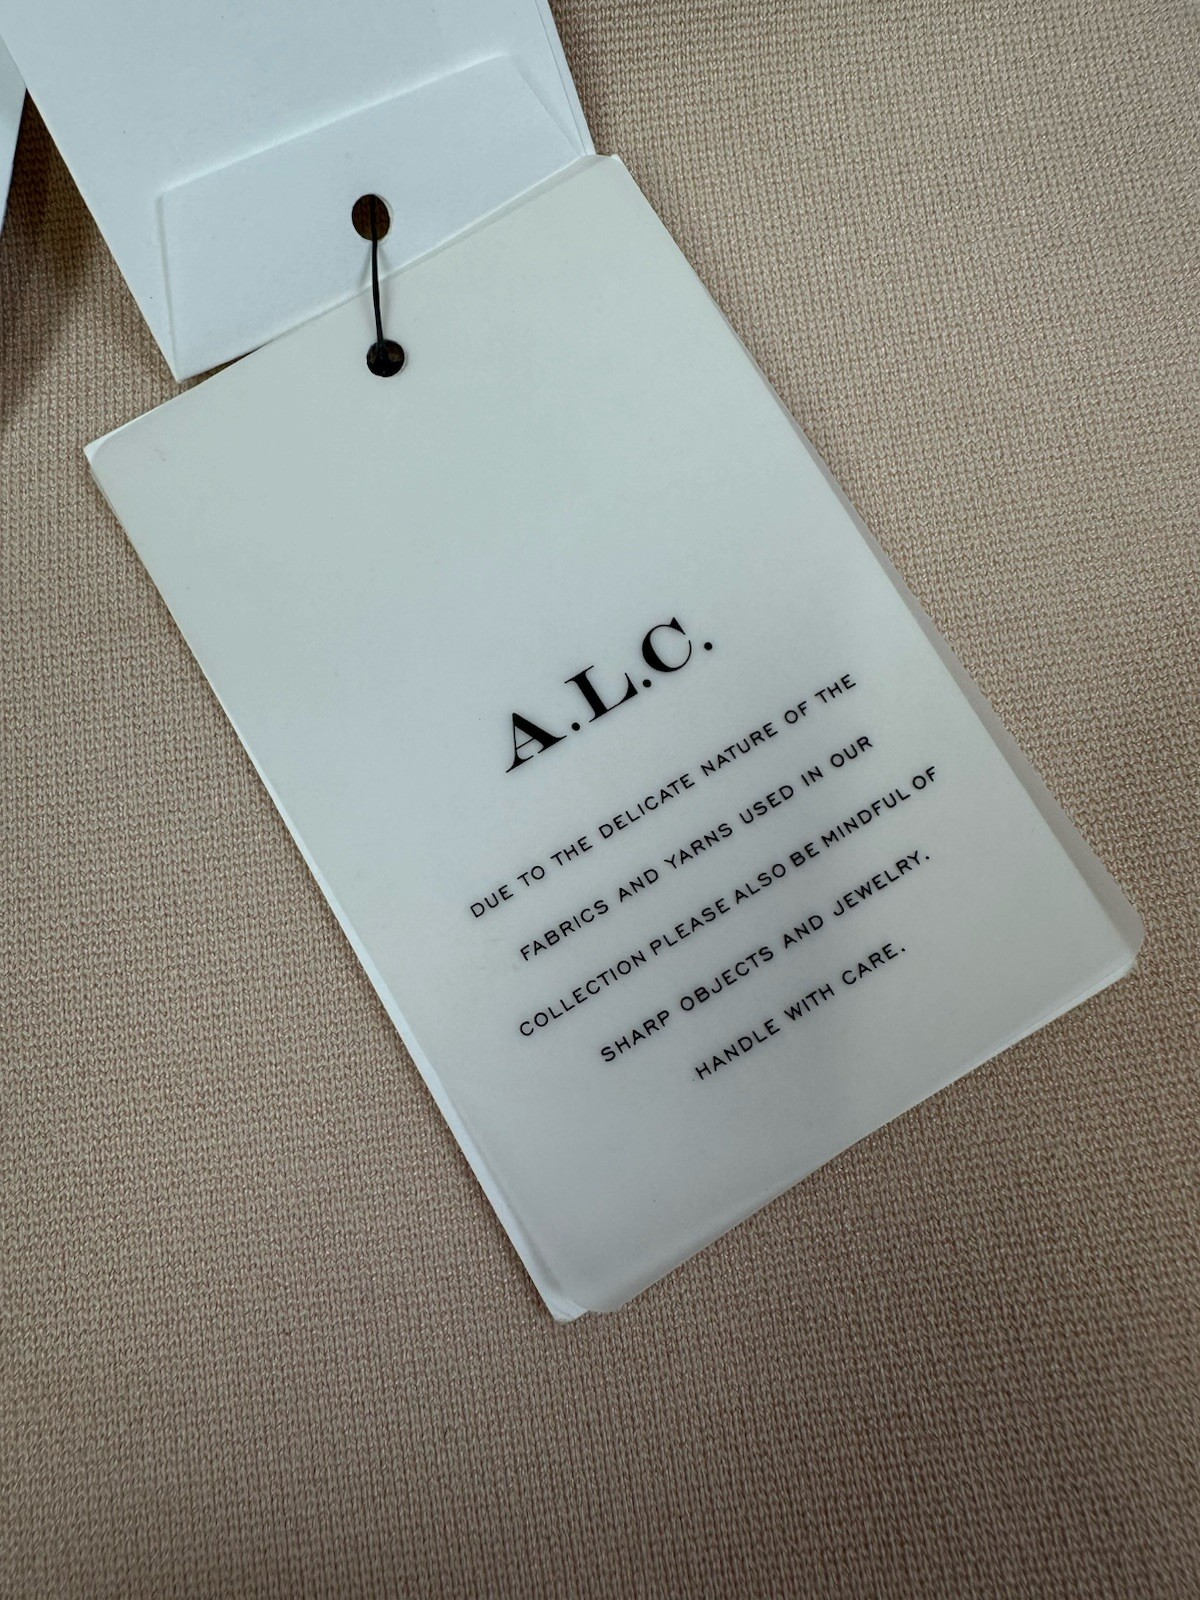 A.L.C.
DUE TO THE DELICATE NATURE OF THE
FABRICS AND YARNS USED IN OUR
COLLECTION PLEASE ALSO BE MINDFUL OF
SHARP OBJECTS AND JEWELRY.
HANDLE WITH CARE.